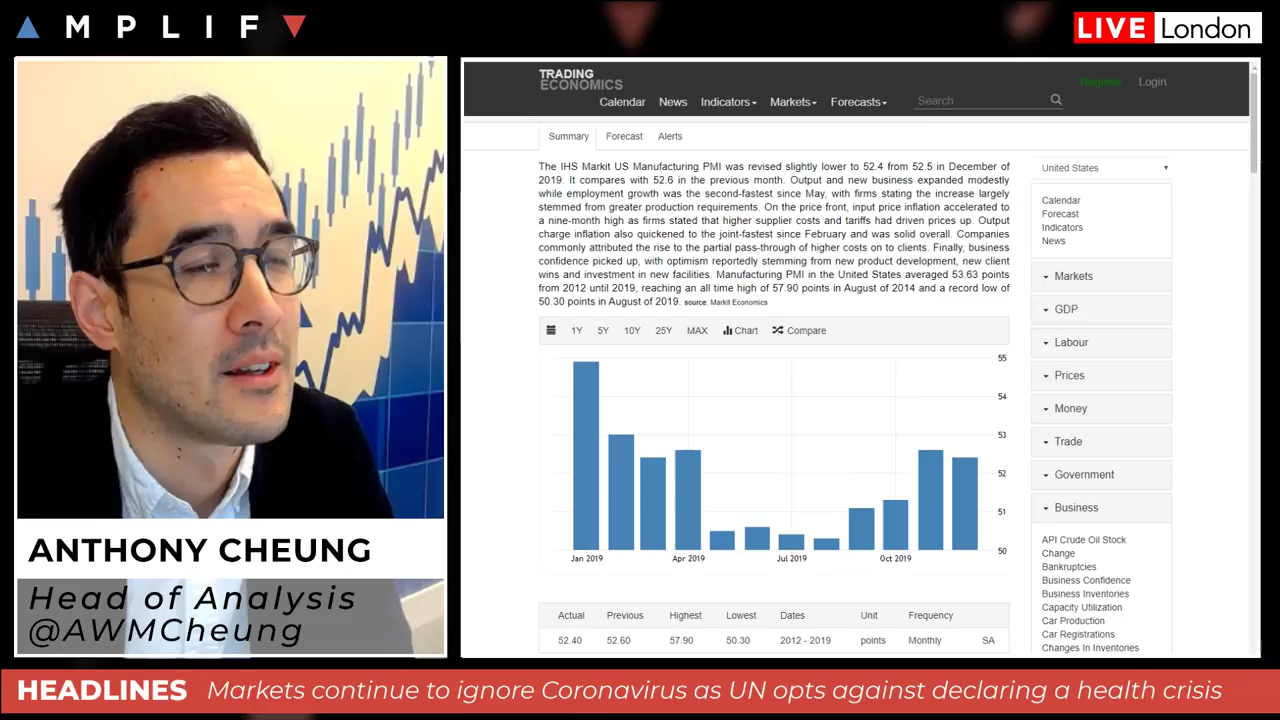 AMPLIFY
LIVE London
TRADING
ECONOMICS
Register Login
Calendar News Indicators Markets Forecasts Search
Summary Forecast Alerts
The IHS Markit US Manufacturing PMI was revised slightly lower to 52.4 from 52.5 in December of
2019. It compares with 52.6 in the previous month. Output and new business expanded modestly
while employment growth was the second-fastest since May, with firms stating the increase largely
stemmed from greater production requirements. On the price front, input price inflation accelerated to
a nine-month high as firms stated that higher supplier costs and tariffs had driven prices up. Output
charge inflation also quickened to the joint-fastest since February and was solid overall. Companies
commonly attributed the rise to the partial pass-through of higher costs on to clients. Finally, business
confidence picked up, with optimism reportedly stemming from new product development, new client
wins and investment in new facilities. Manufacturing PMI in the United States averaged 53.63 points
from 2012 until 2019, reaching an all time high of 57.90 points in August of 2014 and a record low of
50.30 points in August of 2019. source: Markit Economics
1Y 5Y 10Y 25Y MAX Chart Compare
55
54
53
52
51
50
Jan 2019 Apr 2019 Jul 2019 Oct 2019
Actual Previous Highest Lowest Dates Unit Frequency
52.40 52.60 57.90 50.30 2012 - 2019 points Monthly SA
United States
Calendar
Forecast
Indicators
News
Markets
GDP
Labour
Prices
Money
Trade
Government
Business
API Crude Oil Stock
Change
Bankruptcies
Business Confidence
Business Inventories
Capacity Utilization
Car Production
Car Registrations
Changes In Inventories
ANTHONY CHEUNG
Head of Analysis
@AWMCheung
HEADLINES Markets continue to ignore Coronavirus as UN opts against declaring a health crisis